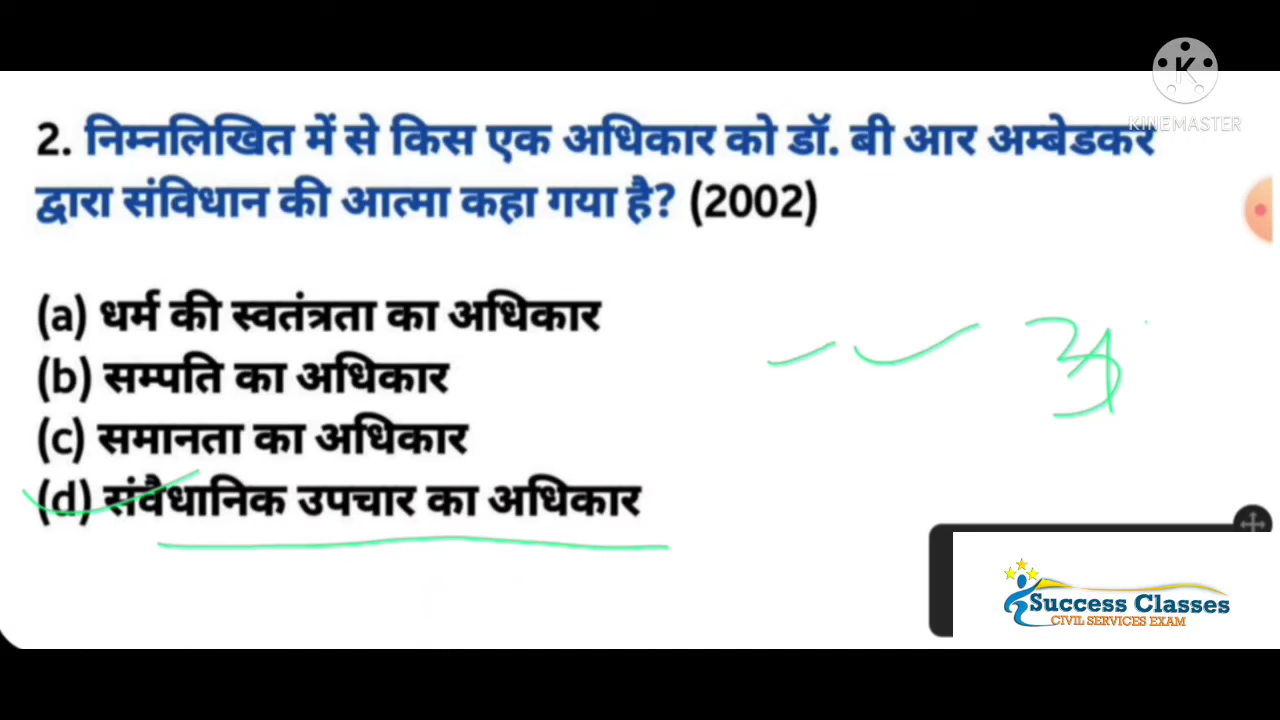 KINEMASTER
2. निम्नलिखित में से किस एक अधिकार को डॉ. बी आर अम्बेडकर
द्वारा संविधान की आत्मा कहा गया है? (2002)
(a) धर्म की स्वतंत्रता का अधिकार
(b) सम्पति का अधिकार
(c) समानता का अधिकार
(d) संवैधानिक उपचार का अधिकार
Success Classes
CIVIL SERVICES EXAM